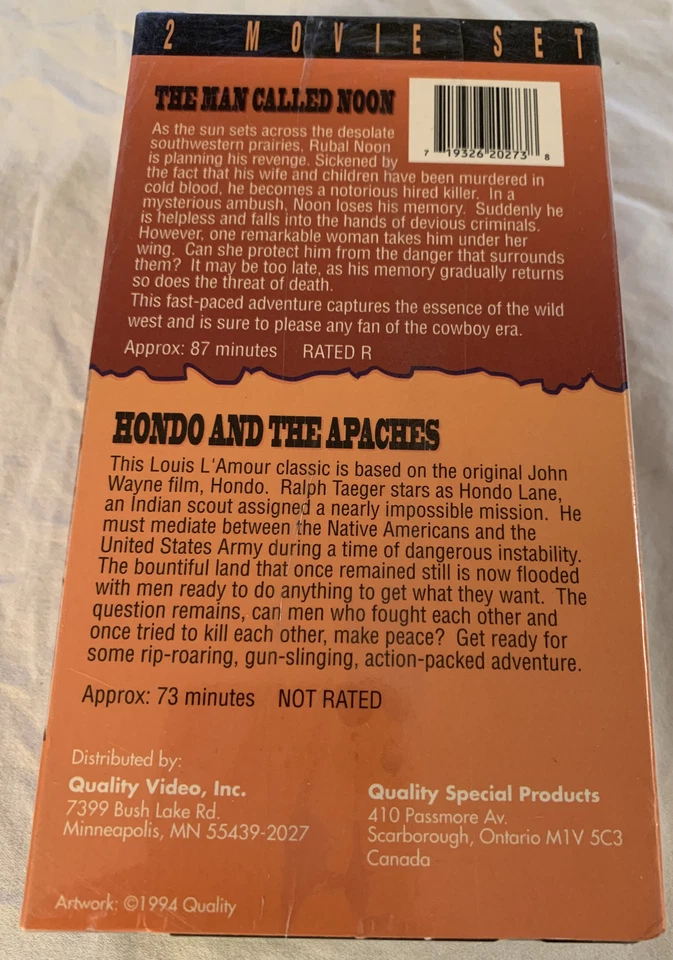 2 MOVIE SET
THE MAN CALLED NOON
As the sun sets across the desolate
southwestern prairies, Rubal Noon
is planning his revenge. Sickened by
the fact that his wife and children have been murdered in
cold blood, he becomes a notorious hired killer. In a
mysterious ambush, Noon loses his memory. Suddenly he
is helpless and falls into the hands of devious criminals.
However, one remarkable woman takes him under her
wing. Can she protect him from the danger that surrounds
them? It may be too late, as his memory gradually returns
so does the threat of death.
This fast-paced adventure captures the essence of the wild
west and is sure to please any fan of the cowboy era.
Approx: 87 minutes RATED R
7 19326 20273 8
HONDO AND THE APACHES
This Louis L'Amour classic is based on the original John
Wayne film, Hondo. Ralph Taeger stars as Hondo Lane,
an Indian scout assigned a nearly impossible mission. He
must mediate between the Native Americans and the
United States Army during a time of dangerous instability.
The bountiful land that once remained still is now flooded
with men ready to do anything to get what they want. The
question remains, can men who fought each other and
once tried to kill each other, make peace? Get ready for
some rip-roaring, gun-slinging, action-packed adventure.
Approx: 73 minutes NOT RATED
Distributed by:
Quality Video, Inc.
7399 Bush Lake Rd.
Minneapolis, MN 55439-2027
Quality Special Products
410 Passmore Av.
Scarborough, Ontario M1V 5C3
Canada
Artwork: ©1994 Quality